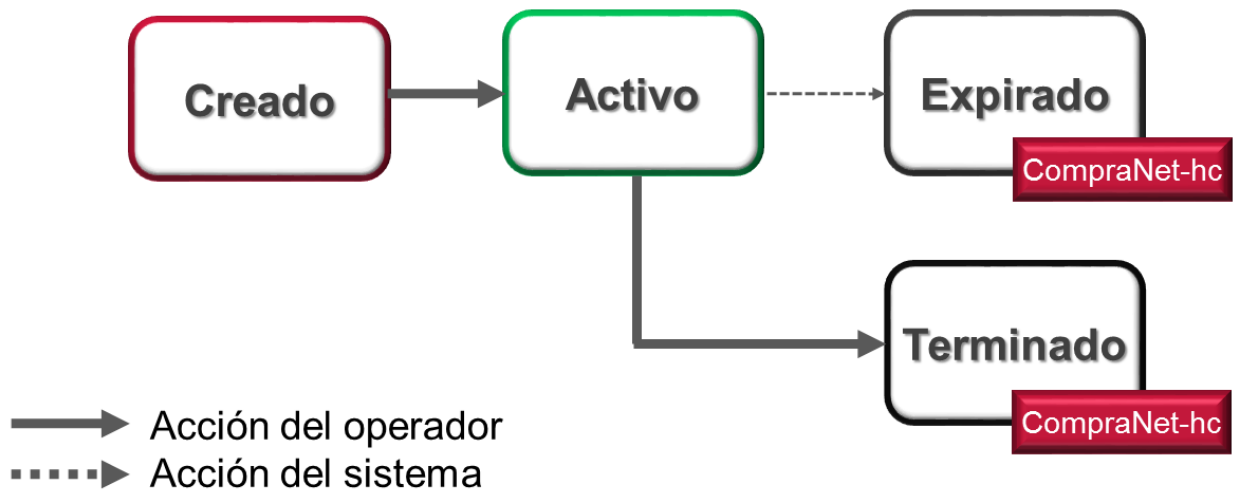 Creado
Activo
Expirado
CompraNet-hc
Terminado
CompraNet-hc
Acción del operador
Acción del sistema